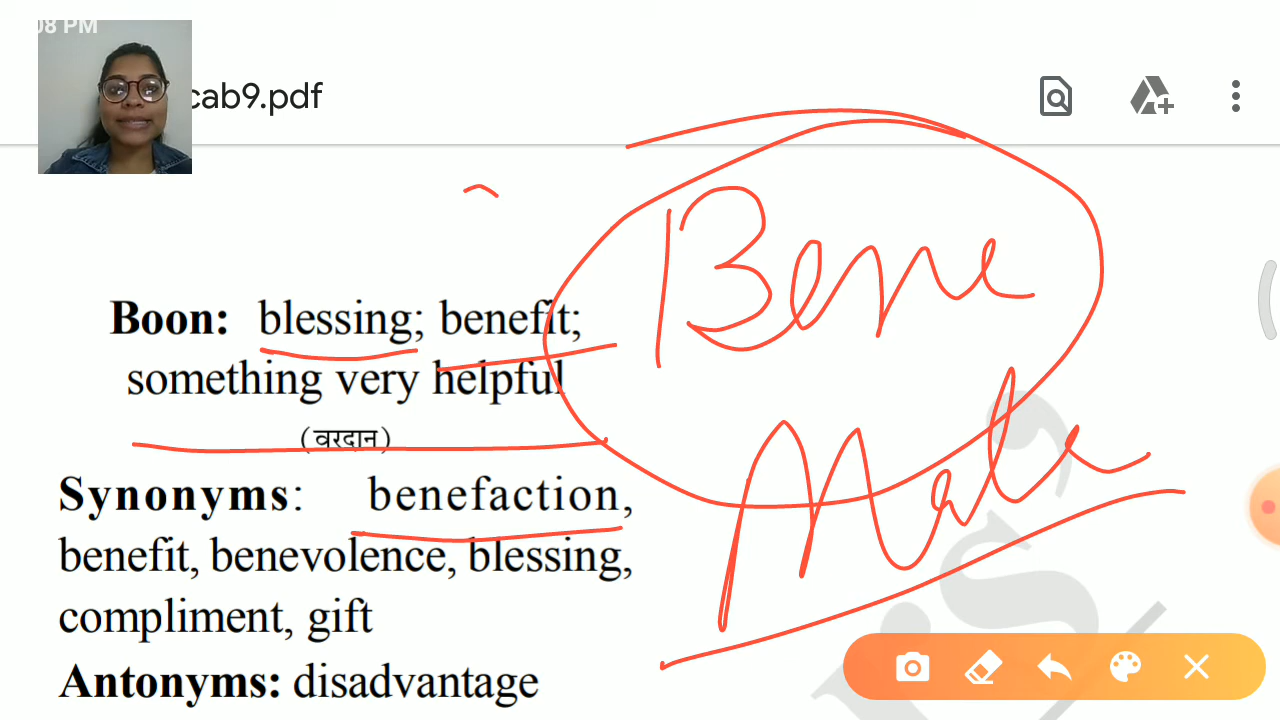 08 PM
cab9.pdf
Bene
Boon: blessing; benefit;
something very helpful
(वरदान)
Synonyms: benefaction,
benefit, benevolence, blessing,
compliment, gift
Antonyms: disadvantage